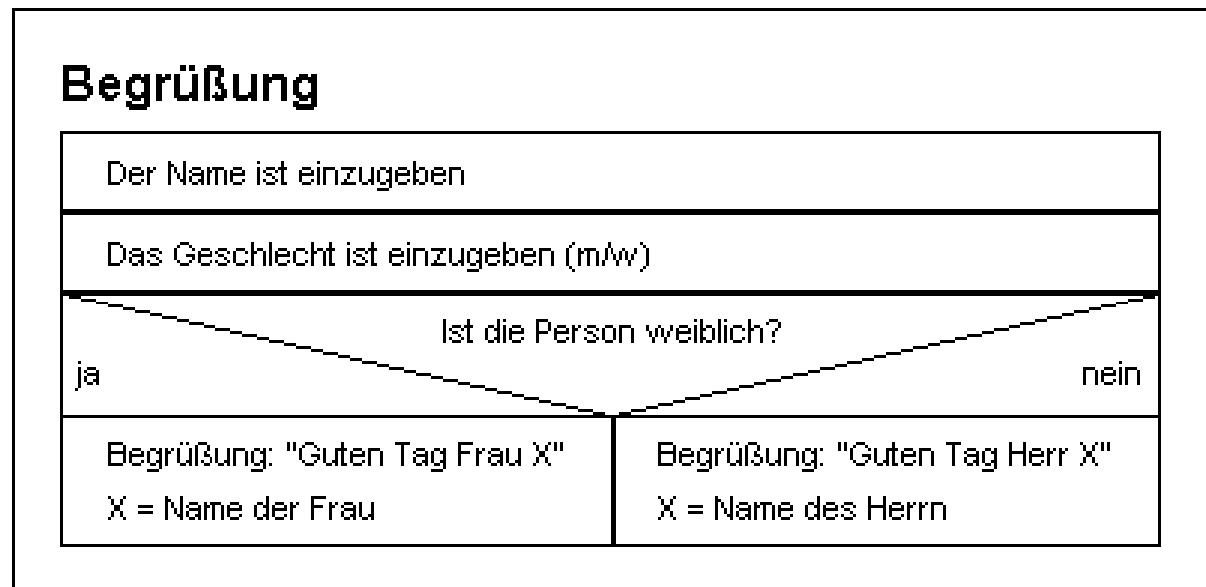 Begrüßung
Der Name ist einzugeben
Das Geschlecht ist einzugeben (m/w)
Ist die Person weiblich?
ja
nein
Begrüßung: "Guten Tag Frau X"
X = Name der Frau
Begrüßung: "Guten Tag Herr X"
X = Name des Herrn